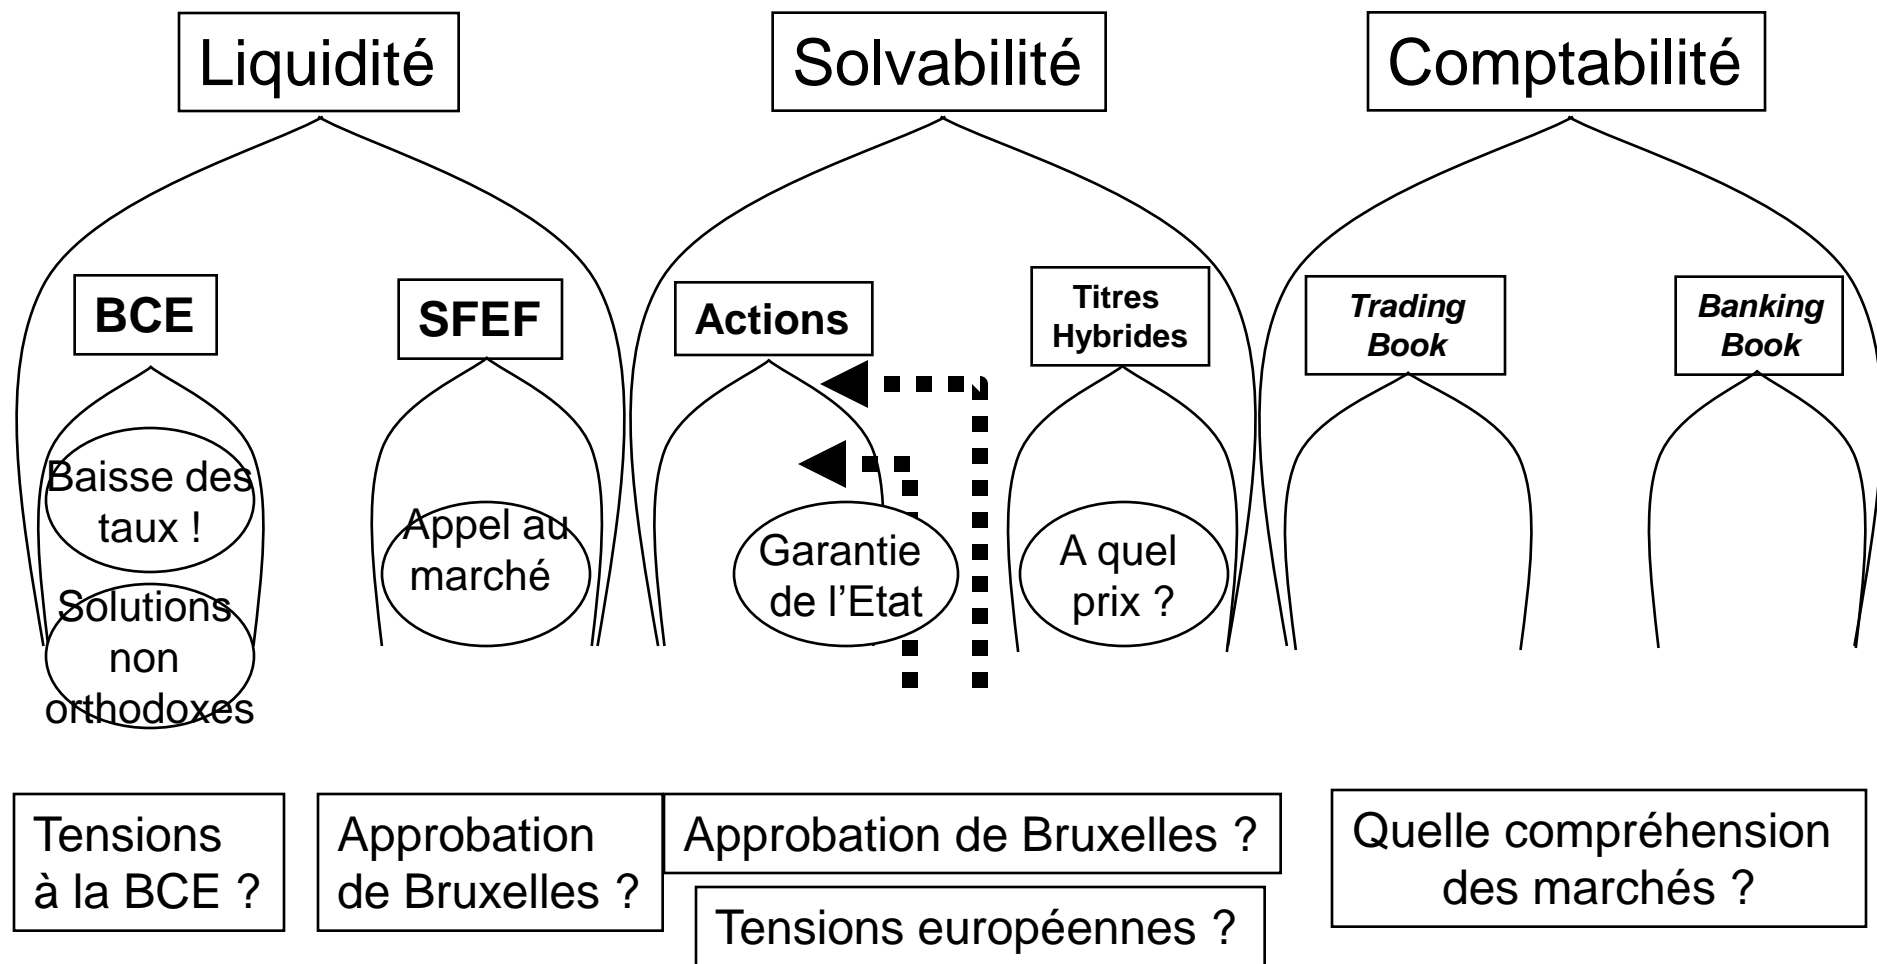 Liquidité
Solvabilité
Comptabilité
BCE
SFEF
Actions
Titres
Hybrides
Trading
Book
Banking
Book
Baisse des
taux !
Solutions
non
orthodoxes
Appel au
marché
Garantie
de l’Etat
A quel
prix ?
Tensions
à la BCE ?
Approbation
de Bruxelles ?
Approbation de Bruxelles ?
Tensions européennes ?
Quelle compréhension
des marchés ?